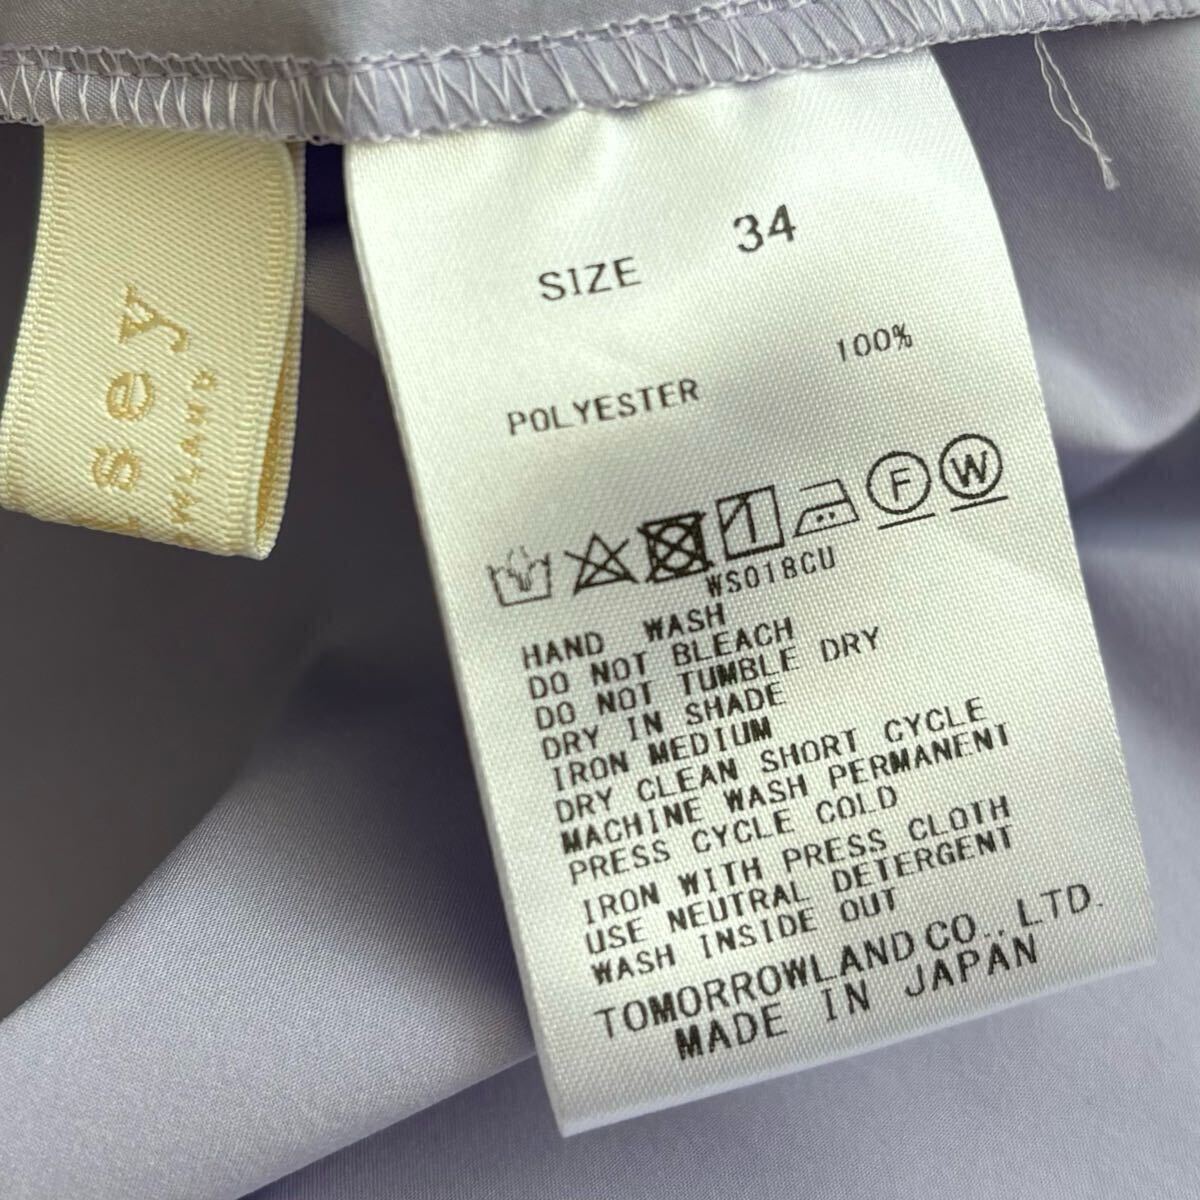 sey
WLAND
SIZE 34
100%
POLYESTER
F W
WS018CU
HAND WASH
DO NOT BLEACH
DO NOT TUMBLE DRY
DRY IN SHADE
IRON MEDIUM
DRY CLEAN SHORT CYCLE
MACHINE WASH PERMANENT
PRESS CYCLE COLD
IRON WITH PRESS CLOTH
USE NEUTRAL DETERGENT
WASH INSIDE OUT
TOMORROWLAND CO., LTD.
MADE IN JAPAN